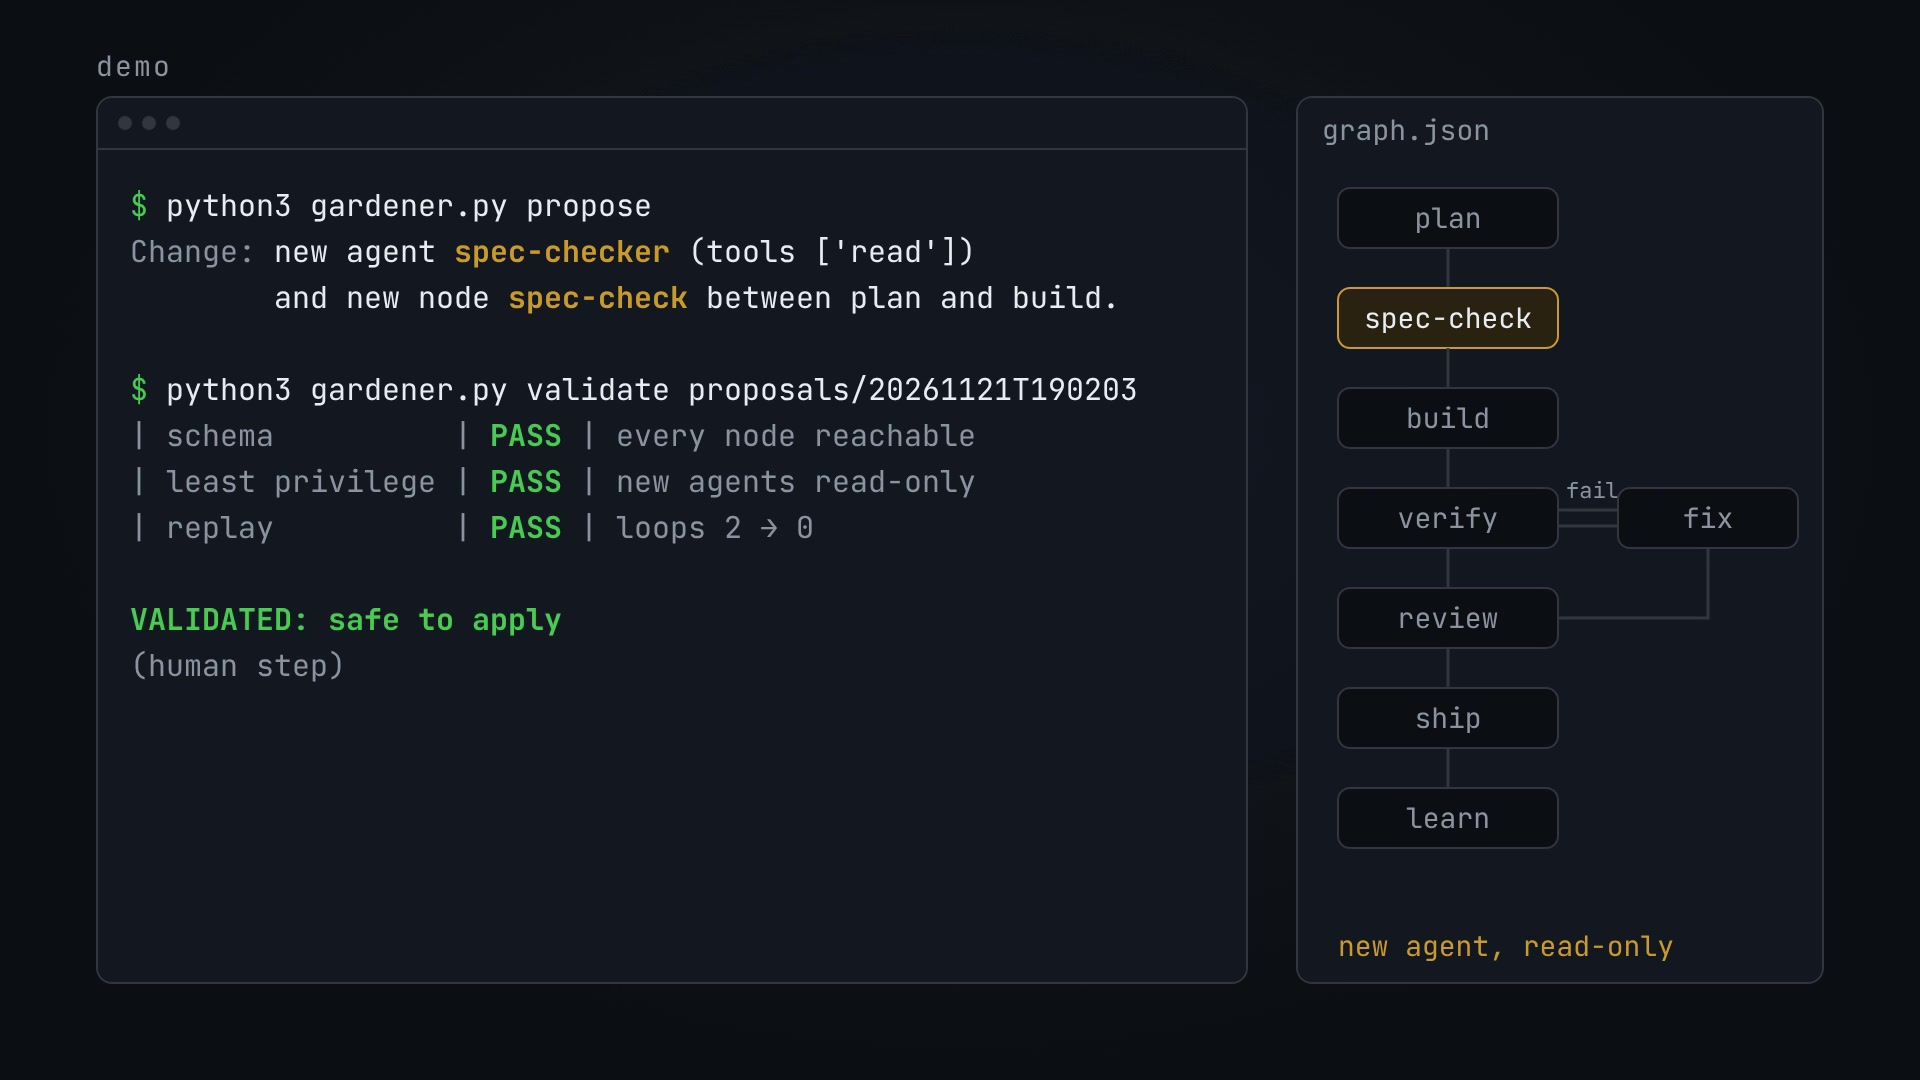 demo
$ python3 gardener.py propose
Change: new agent spec-checker (tools ['read'])
and new node spec-check between plan and build.
$ python3 gardener.py validate proposals/20261121T190203
| schema | PASS | every node reachable
| least privilege | PASS | new agents read-only
| replay | PASS | loops 2 → 0
VALIDATED: safe to apply
(human step)
graph.json
plan
spec-check
build
verify
fail
fix
review
ship
learn
new agent, read-only